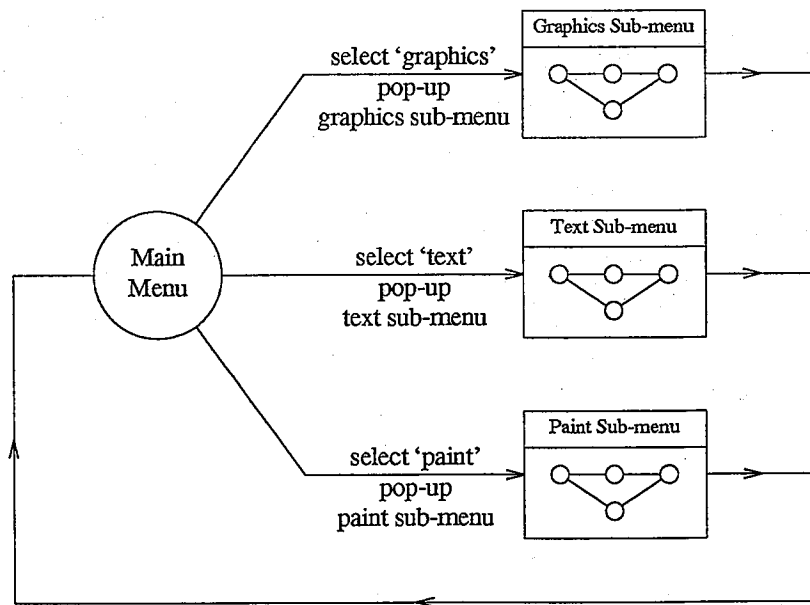 Graphics Sub-menu
select ‘graphics’
pop-up
graphics sub-menu
Main
Menu
Text Sub-menu
select ‘text’
pop-up
text sub-menu
Paint Sub-menu
select ‘paint’
pop-up
paint sub-menu